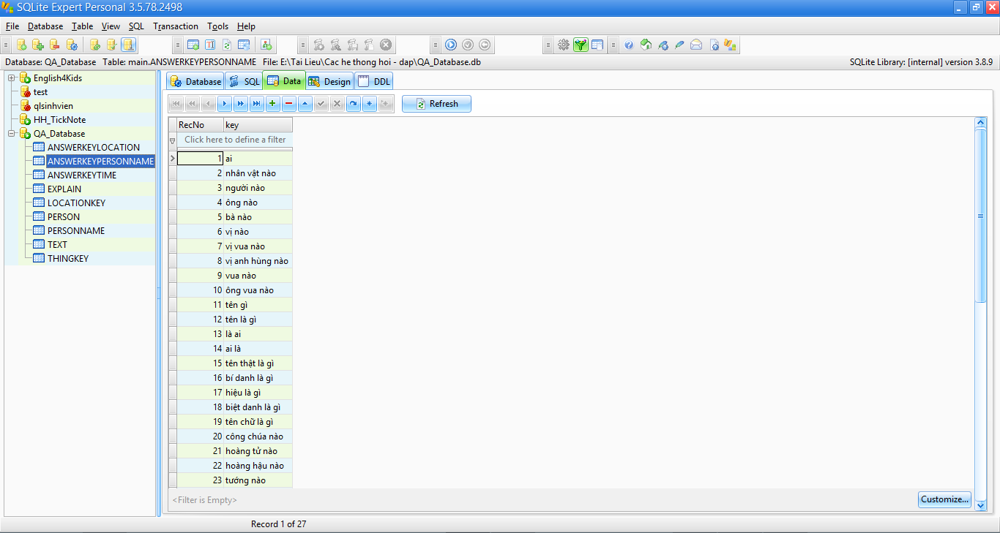 SQLite Expert Personal 3.5.78.2498
File Database Table View SQL Transaction Tools Help
Database: QA_Database Table: main.ANSWERKEYPERSONNAME File: E:\Tai Lieu\Cac he thong hoi - dap\QA_Database.db
SQLite Library: [internal] version 3.8.9
English4Kids
test
qlsinhvien
HH_TickNote
QA_Database
ANSWERKEYLOCATION
ANSWERKEYPERSONNAME
ANSWERKEYTIME
EXPLAIN
LOCATIONKEY
PERSON
PERSONNAME
TEXT
THINGKEY
Database SQL Data Design DDL
Refresh
RecNo key
Click here to define a filter
1 ai
2 nhân vật nào
3 người nào
4 ông nào
5 bà nào
6 vị nào
7 vị vua nào
8 vị anh hùng nào
9 vua nào
10 ông vua nào
11 tên gì
12 tên là gì
13 là ai
14 ai là
15 tên thật là gì
16 bí danh là gì
17 hiệu là gì
18 biệt danh là gì
19 tên chữ là gì
20 công chúa nào
21 hoàng tử nào
22 hoàng hậu nào
23 tướng nào
<Filter is Empty>
Customize...
Record 1 of 27